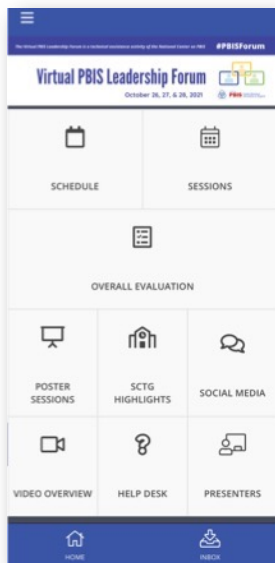 The Virtual PBIS Leadership Forum is a technical assistance activity of the National Center on PBIS #PBISForum
Virtual PBIS Leadership Forum
October 26, 27, & 28, 2021
PBIS
SCHEDULE SESSIONS
OVERALL EVALUATION
POSTER SESSIONS
SCTG HIGHLIGHTS
SOCIAL MEDIA
VIDEO OVERVIEW HELP DESK PRESENTERS
HOME INBOX